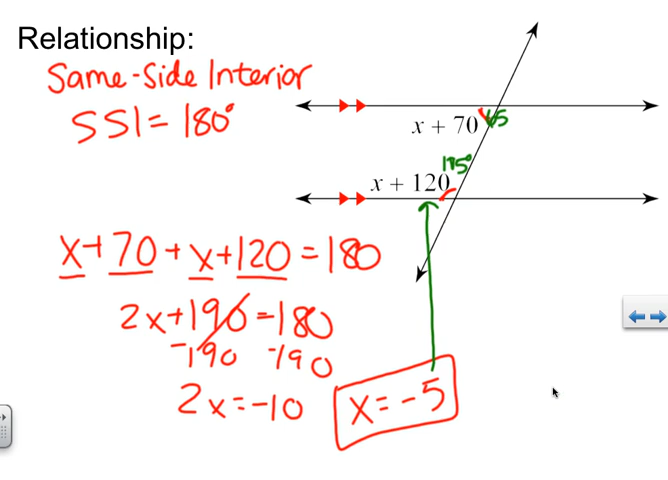 Relationship:
Same-Side Interior
SSI = 180°
x + 70
65
115°
x + 120
x+70+x+120=180
2x+190=180
-190 -190
2x=-10
x=-5